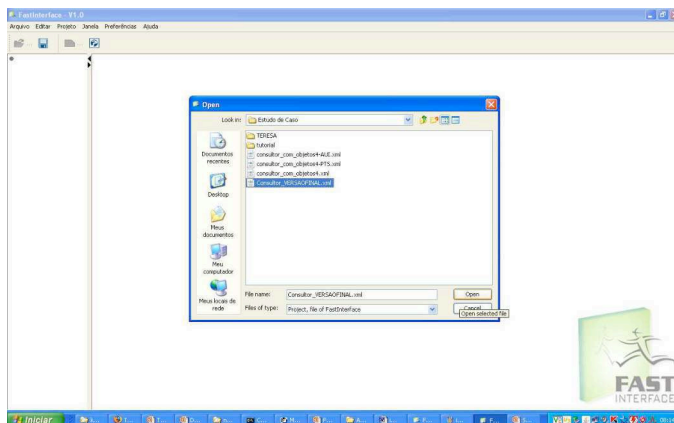 FastInterface - V1.0
Arquivo Editar Projeto Janela Preferências Ajuda
Open
Look in: Estudo de Caso
TERESA
tutorial
consultor_com_objetos4-AUI.xml
consultor_com_objetos4-PTS.xml
consultor_com_objetos4.xml
Consultor_VERSAOFINAL.xml
Documentos recentes
Desktop
Meus documentos
Meu computador
Meus locais de rede
File name: Consultor_VERSAOFINAL.xml Open
Files of type: Project, file of FastInterface Cancel
Open selected file
FAST
INTERFACE
Iniciar